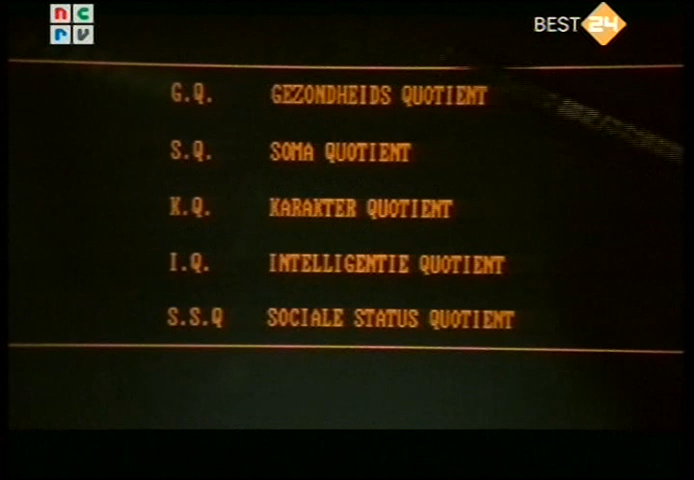 ncrv
BEST 24
G.Q. GEZONDHEIDS QUOTIENT
S.Q. SOMA QUOTIENT
K.Q. KARAKTER QUOTIENT
I.Q. INTELLIGENTIE QUOTIENT
S.S.Q SOCIALE STATUS QUOTIENT